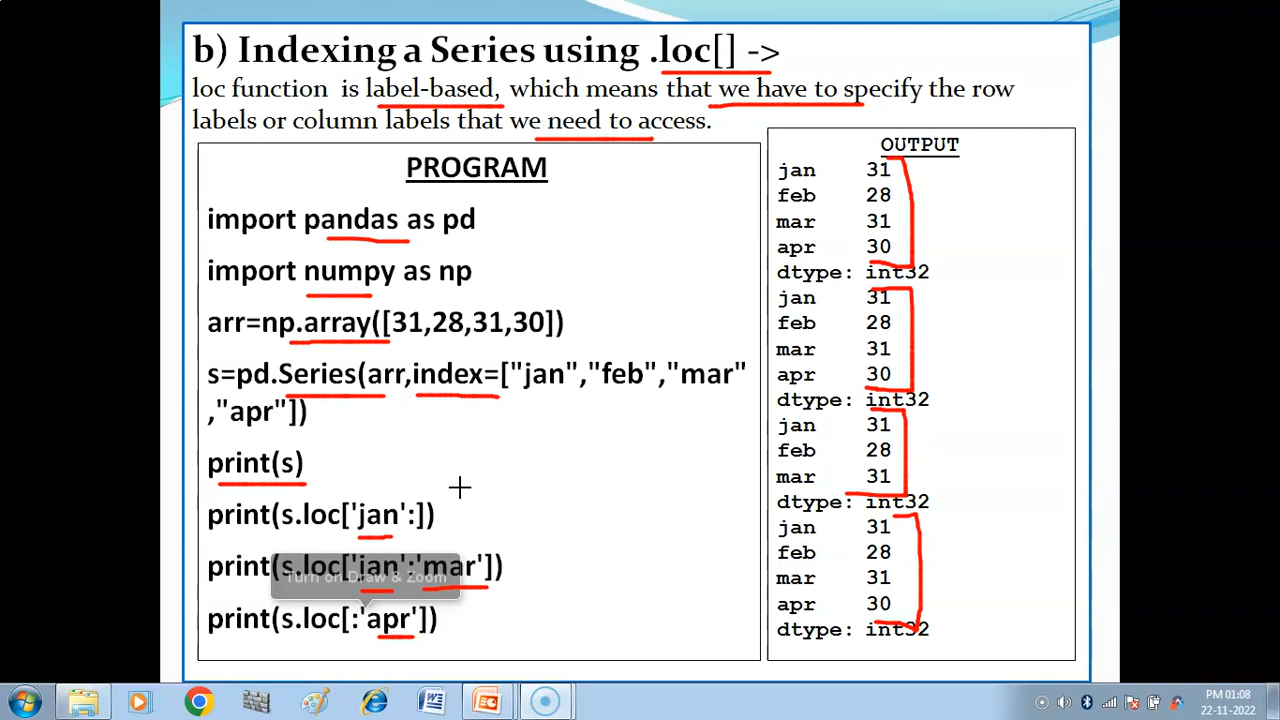 b) Indexing a Series using .loc[] ->
loc function is label-based, which means that we have to specify the row
labels or column labels that we need to access.
PROGRAM
import pandas as pd
import numpy as np
arr=np.array([31,28,31,30])
s=pd.Series(arr,index=["jan","feb","mar"
,"apr"])
print(s)
print(s.loc['jan':])
print(s.loc['jan':'mar'])
Turn on Draw & Zoom
print(s.loc[:'apr'])
OUTPUT
jan 31
feb 28
mar 31
apr 30
dtype: int32
jan 31
feb 28
mar 31
apr 30
dtype: int32
jan 31
feb 28
mar 31
dtype: int32
jan 31
feb 28
mar 31
apr 30
dtype: int32
PM 01:08
22-11-2022